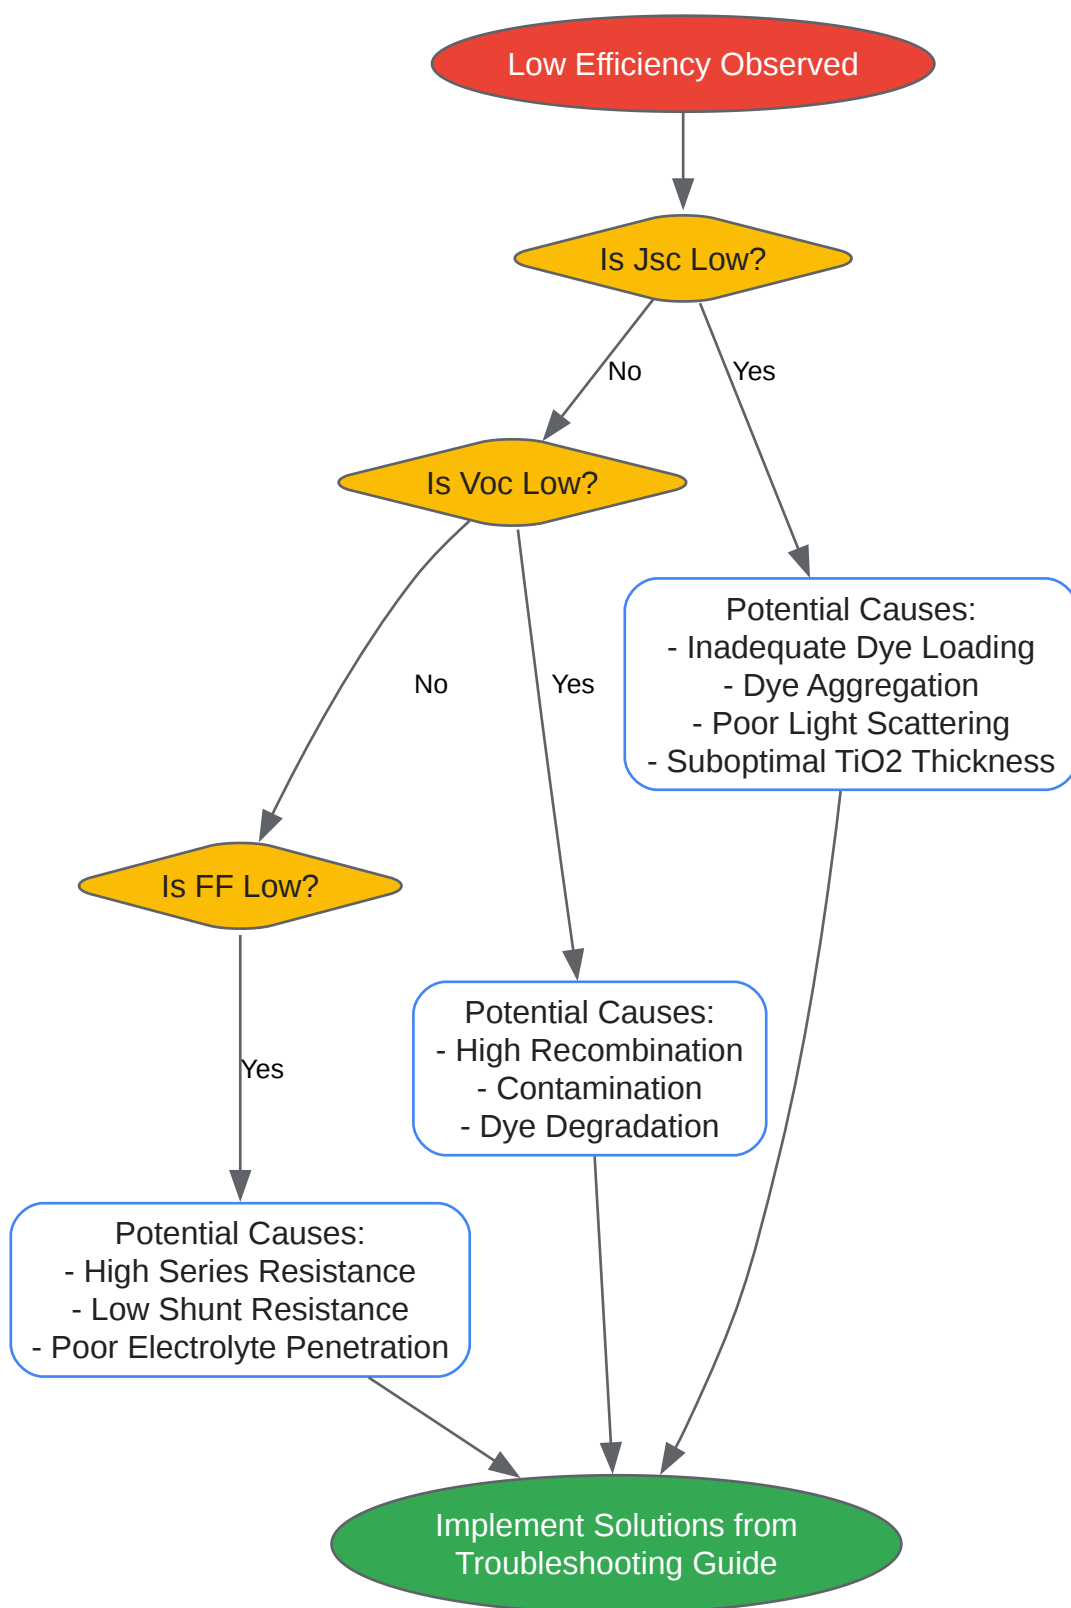 Low Efficiency Observed
Is Jsc Low?
No
Yes
Is Voc Low?
Potential Causes:
- Inadequate Dye Loading
- Dye Aggregation
- Poor Light Scattering
- Suboptimal TiO2 Thickness
No
Yes
Is FF Low?
Potential Causes:
- High Recombination
- Contamination
- Dye Degradation
Yes
Potential Causes:
- High Series Resistance
- Low Shunt Resistance
- Poor Electrolyte Penetration
Implement Solutions from
Troubleshooting Guide